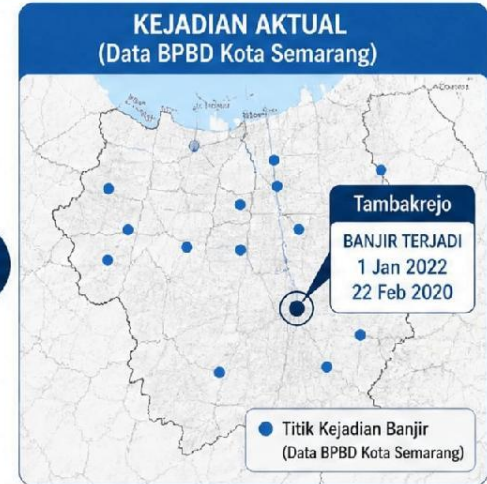 KEJADIAN AKTUAL
(Data BPBD Kota Semarang)
Tambakrejo
BANJIR TERJADI
1 Jan 2022
22 Feb 2020
Titik Kejadian Banjir
(Data BPBD Kota Semarang)